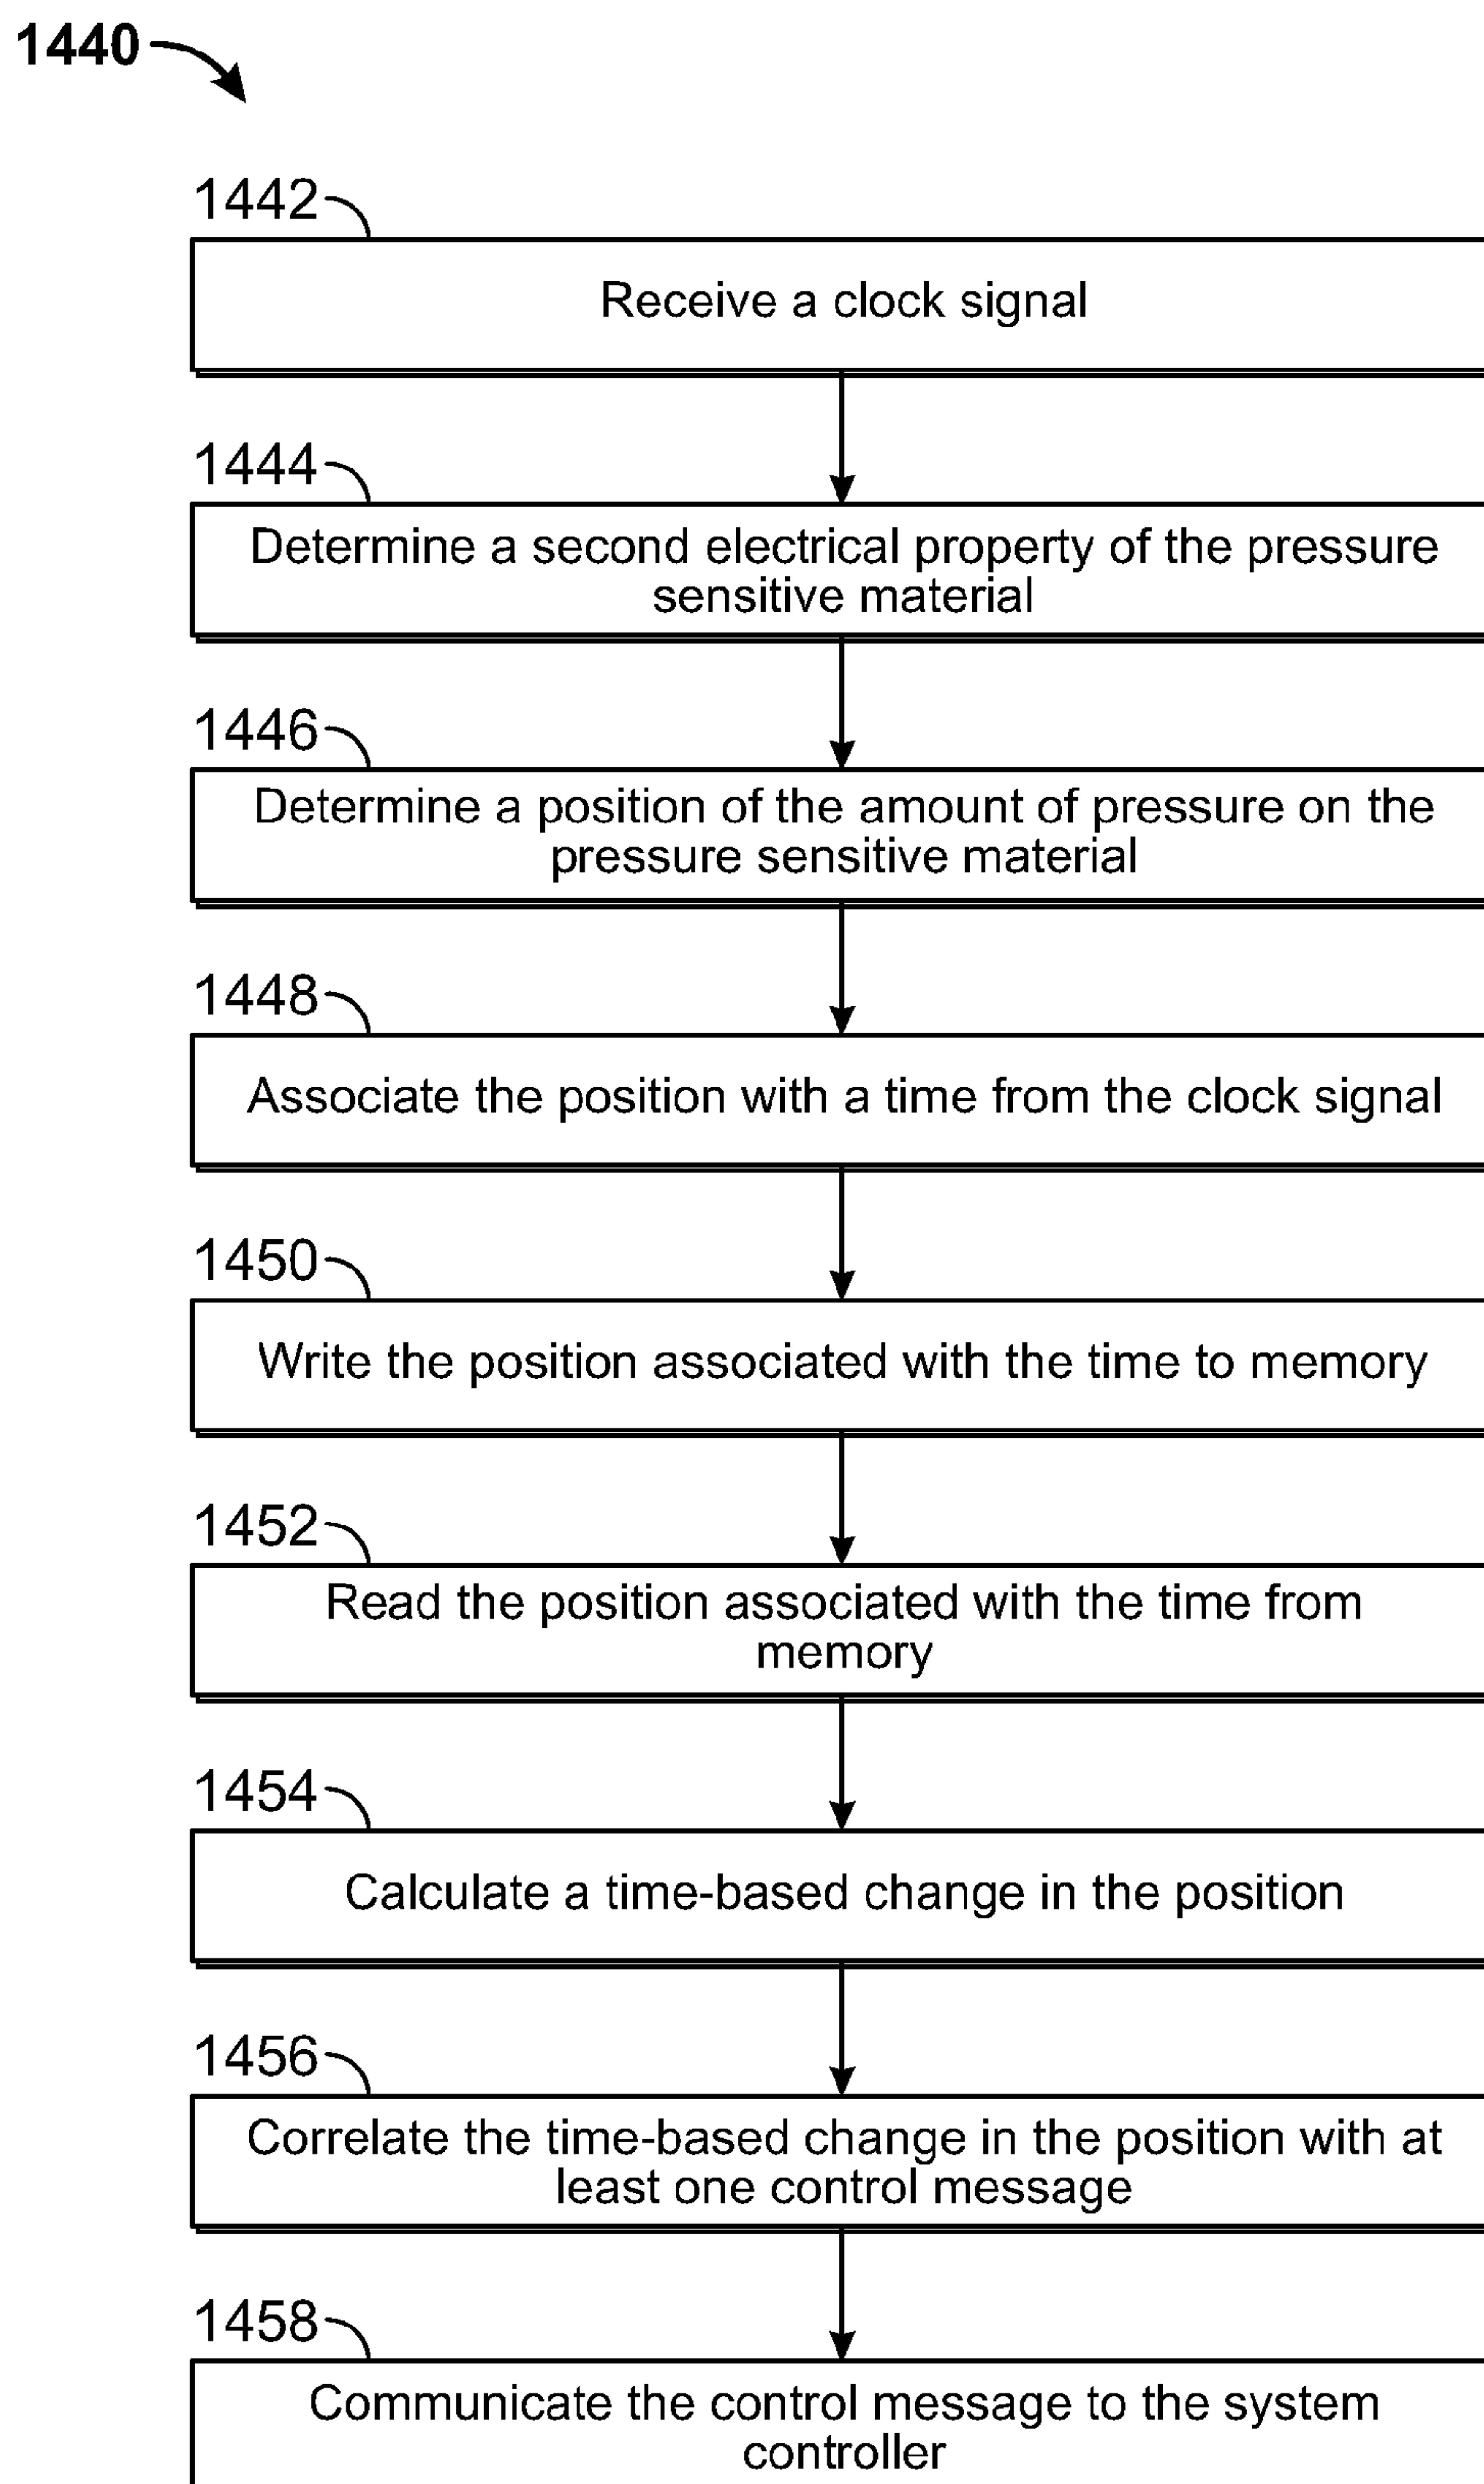 1440
1442
Receive a clock signal
1444
Determine a second electrical property of the pressure
sensitive material
1446
Determine a position of the amount of pressure on the
pressure sensitive material
1448
Associate the position with a time from the clock signal
1450
Write the position associated with the time to memory
1452
Read the position associated with the time from
memory
1454
Calculate a time-based change in the position
1456
Correlate the time-based change in the position with at
least one control message
1458
Communicate the control message to the system
controller